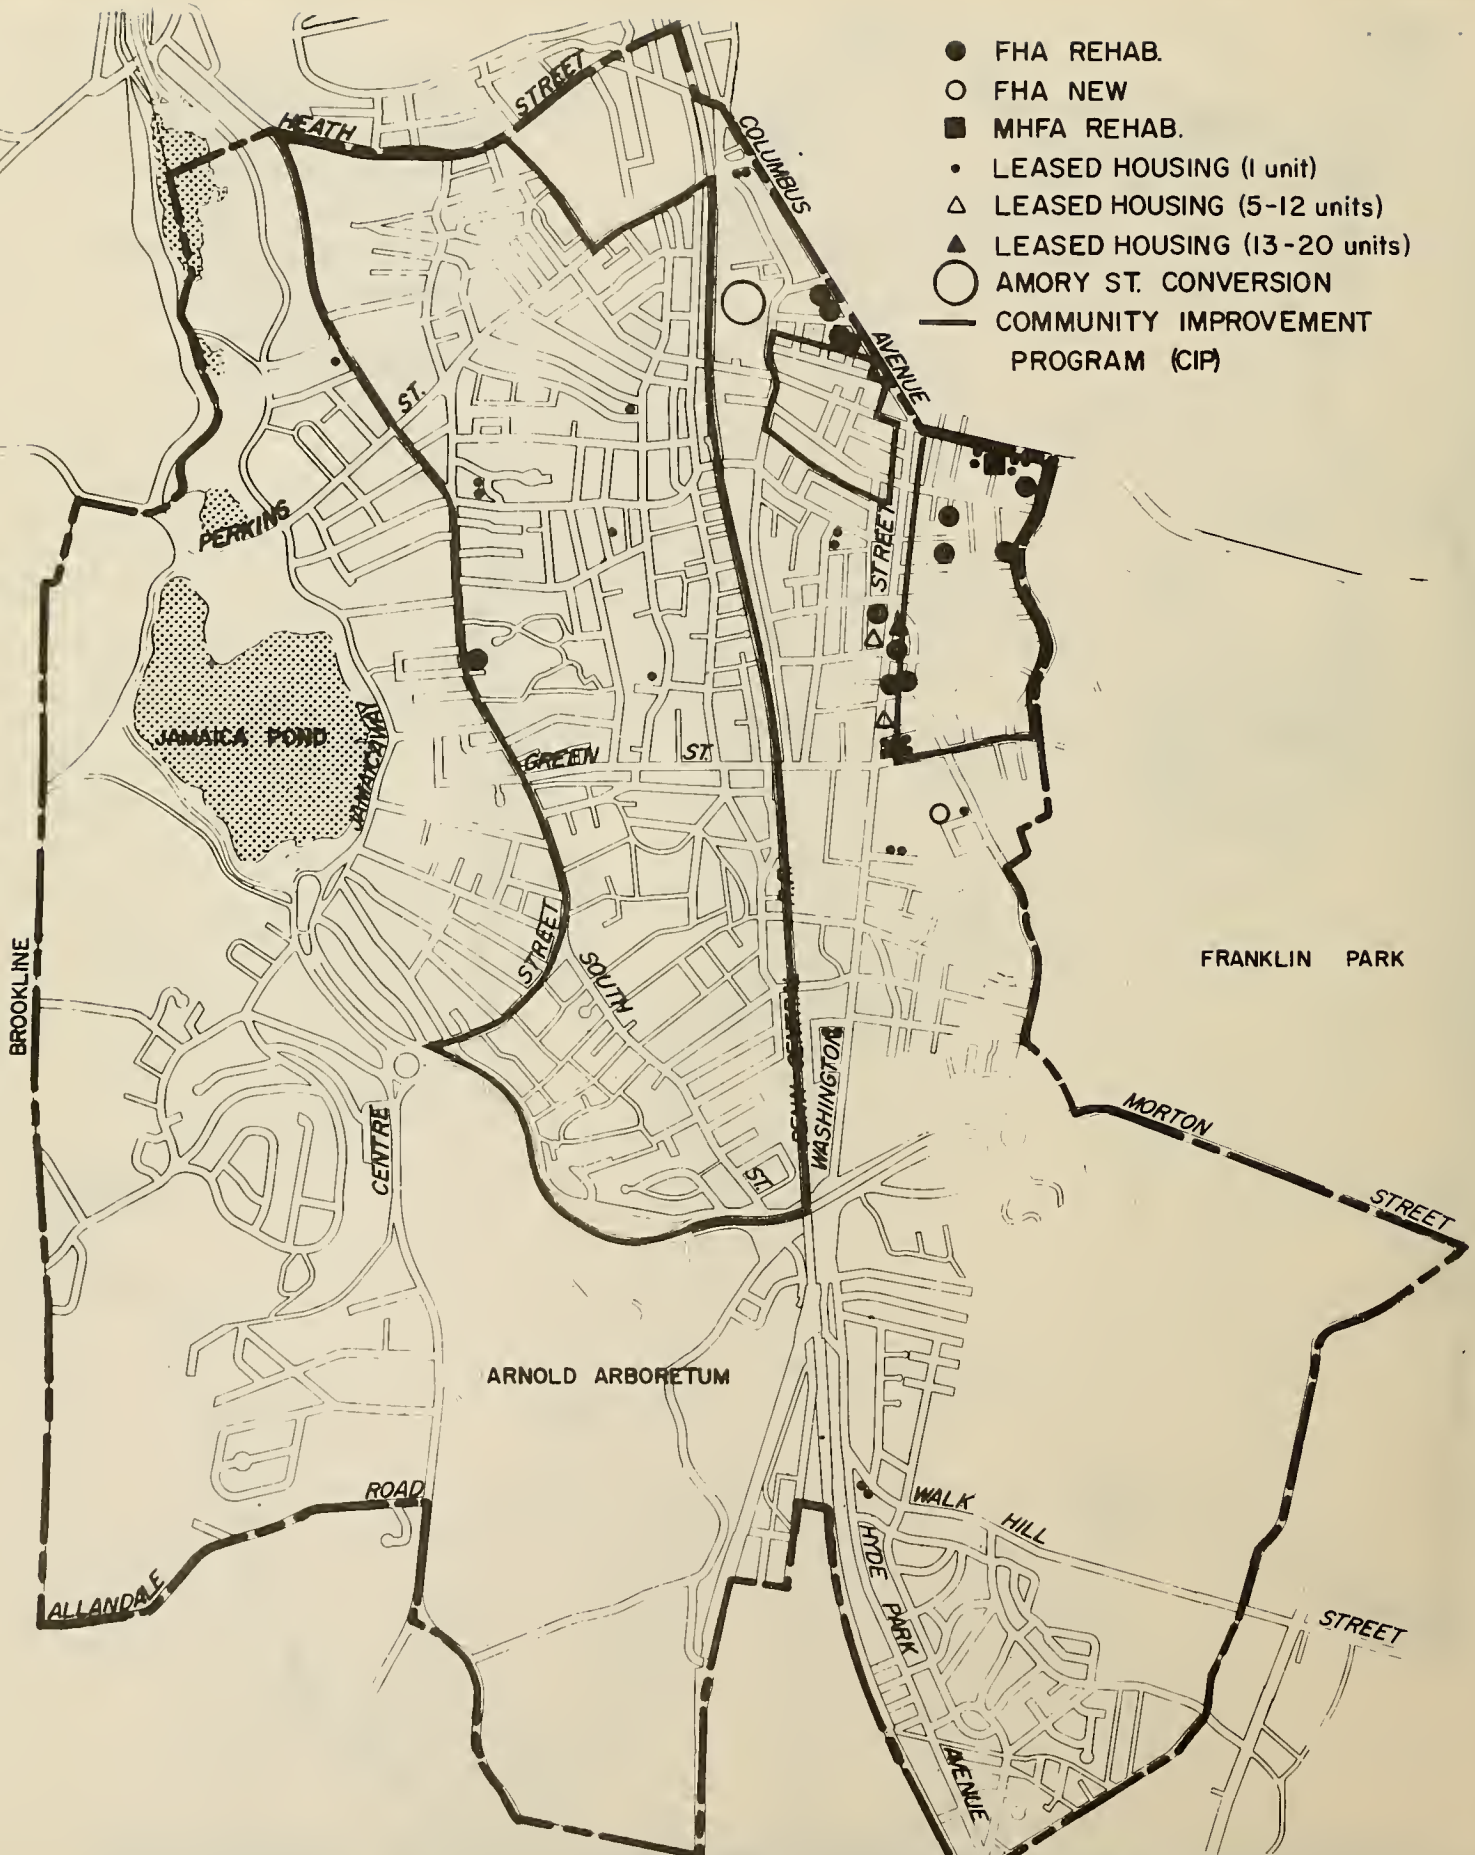 FHA REHAB.
FHA NEW
MHFA REHAB.
LEASED HOUSING (1 unit)
LEASED HOUSING (5-12 units)
LEASED HOUSING (13-20 units)
AMORY ST. CONVERSION
COMMUNITY IMPROVEMENT
PROGRAM (CIP)
HEATH
STREET
COLUMBUS
AVENUE
ST.
PERKINS
STREET
JAMAICA POND
JAMAICAWAY
GREEN
ST.
BROOKLINE
STREET
SOUTH
FRANKLIN PARK
PENN CENTRAL R.R.
WASHINGTON
CENTRE
ST.
MORTON
STREET
ARNOLD ARBORETUM
ROAD
ALLANDALE
WALK
HILL
STREET
HYDE
PARK
AVENUE